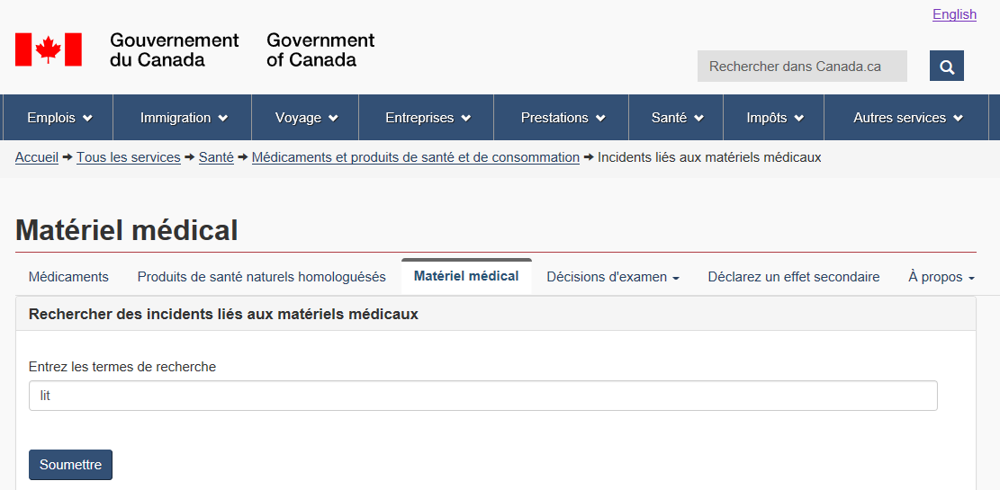 English
Gouvernement Government
du Canada of Canada
Rechercher dans Canada.ca
Emplois Immigration Voyage Entreprises Prestations Santé Impôts Autres services
Accueil → Tous les services → Santé → Médicaments et produits de santé et de consommation → Incidents liés aux matériels médicaux
Matériel médical
Médicaments Produits de santé naturels homologuésés Matériel médical Décisions d'examen Déclarez un effet secondaire À propos
Rechercher des incidents liés aux matériels médicaux
Entrez les termes de recherche
lit
Soumettre